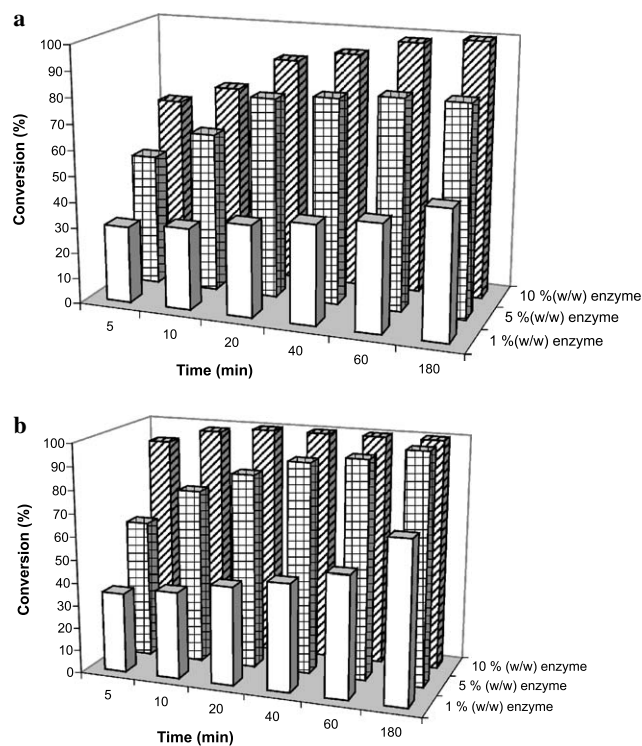 a
Conversion (%)
100
90
80
70
60
50
40
30
20
10
0
5
10
20
40
60
180
Time (min)
10 %(w/w) enzyme
5 %(w/w) enzyme
1 %(w/w) enzyme
b
Conversion (%)
100
90
80
70
60
50
40
30
20
10
0
5
10
20
40
60
180
Time (min)
10 % (w/w) enzyme
5 % (w/w) enzyme
1 % (w/w) enzyme